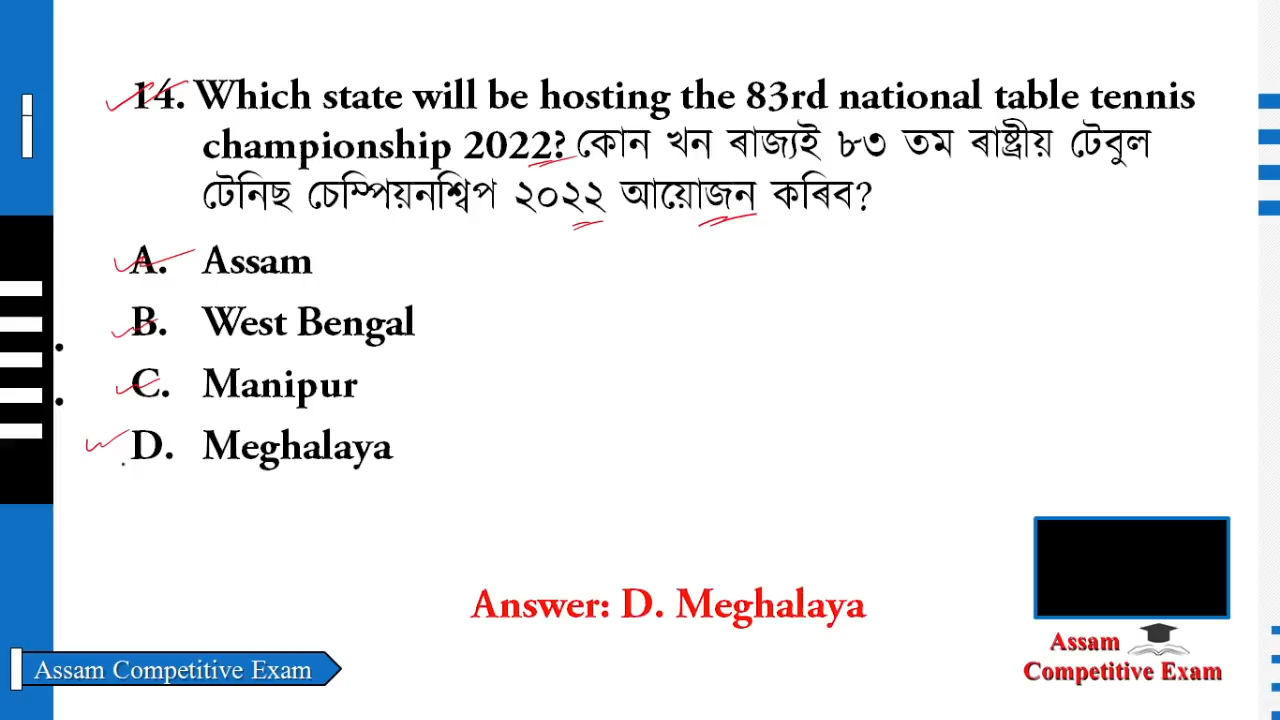 14. Which state will be hosting the 83rd national table tennis
championship 2022? কোন খন ৰাজ্যই ৮৩ তম ৰাষ্ট্ৰীয় টেবুল
টেনিছ চেম্পিয়নশ্বিপ ২০২২ আয়োজন কৰিব?
A. Assam
B. West Bengal
C. Manipur
D. Meghalaya
Answer: D. Meghalaya
Assam Competitive Exam
Assam
Competitive Exam